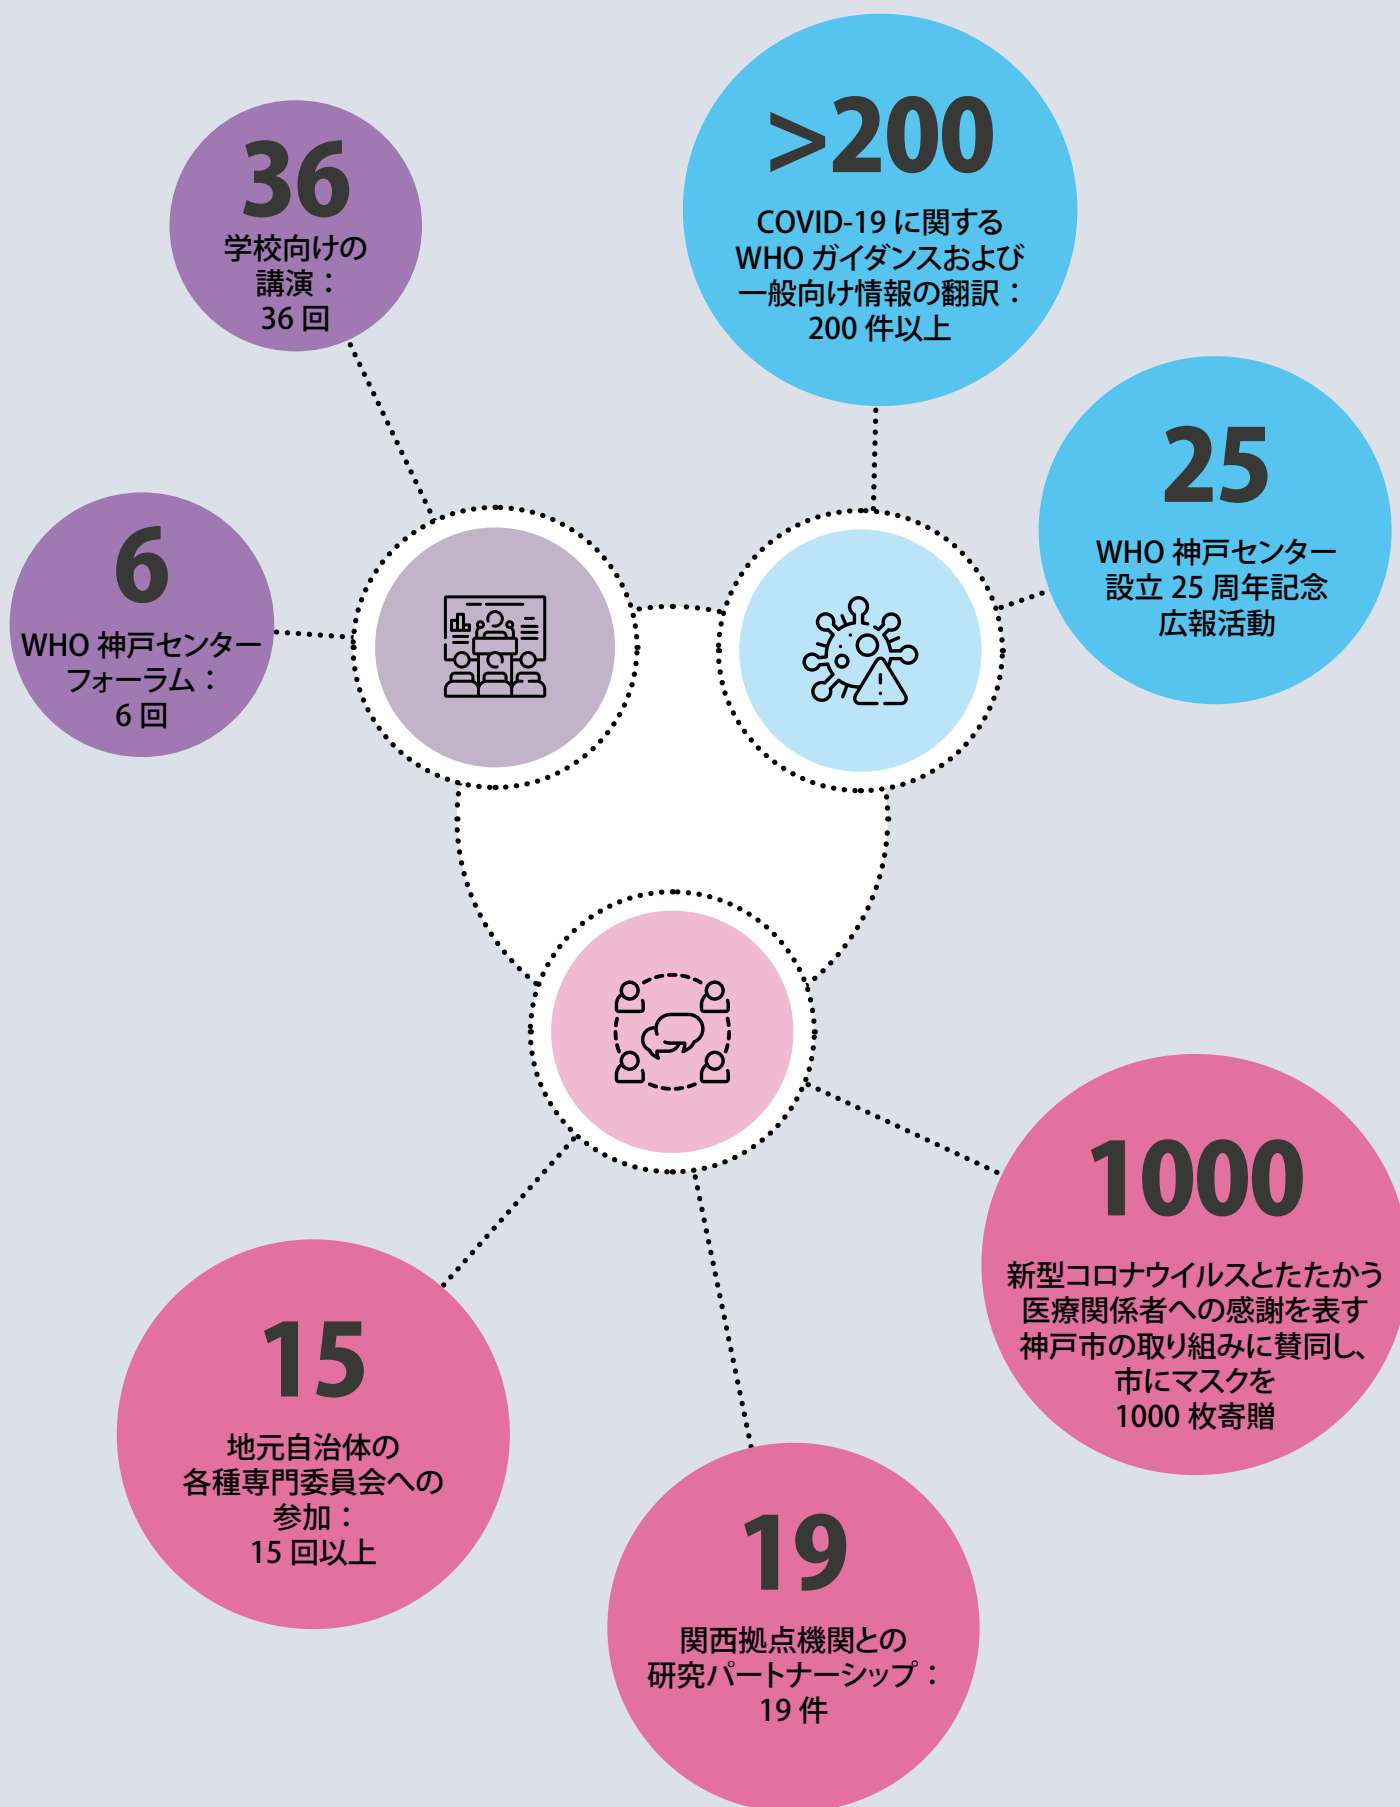 36
学校向けの
講演：
36 回
>200
COVID-19 に関する
WHO ガイダンスおよび
一般向け情報の翻訳：
200 件以上
25
WHO 神戸センター
設立 25 周年記念
広報活動
6
WHO 神戸センター
フォーラム：
6 回
1000
新型コロナウイルスとたたかう
医療関係者への感謝を表す
神戸市の取り組みに賛同し、
市にマスクを
1000 枚寄贈
15
地元自治体の
各種専門委員会への
参加：
15 回以上
19
関西拠点機関との
研究パートナーシップ：
19 件